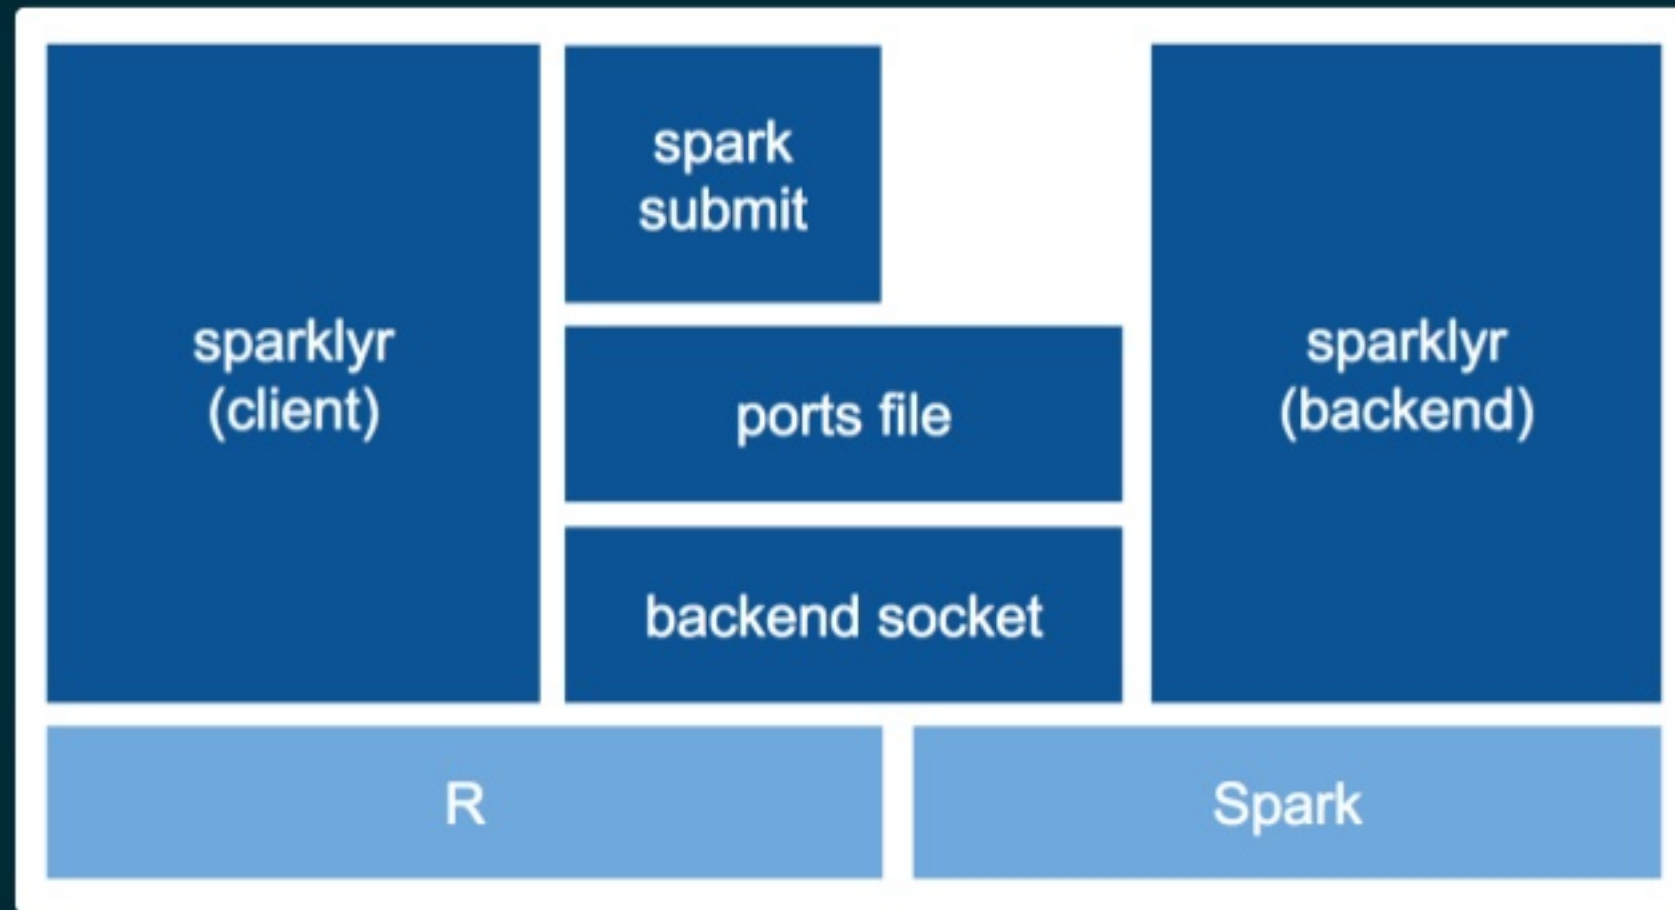 sparklyr
(client)
spark
submit
ports file
backend socket
sparklyr
(backend)
R
Spark